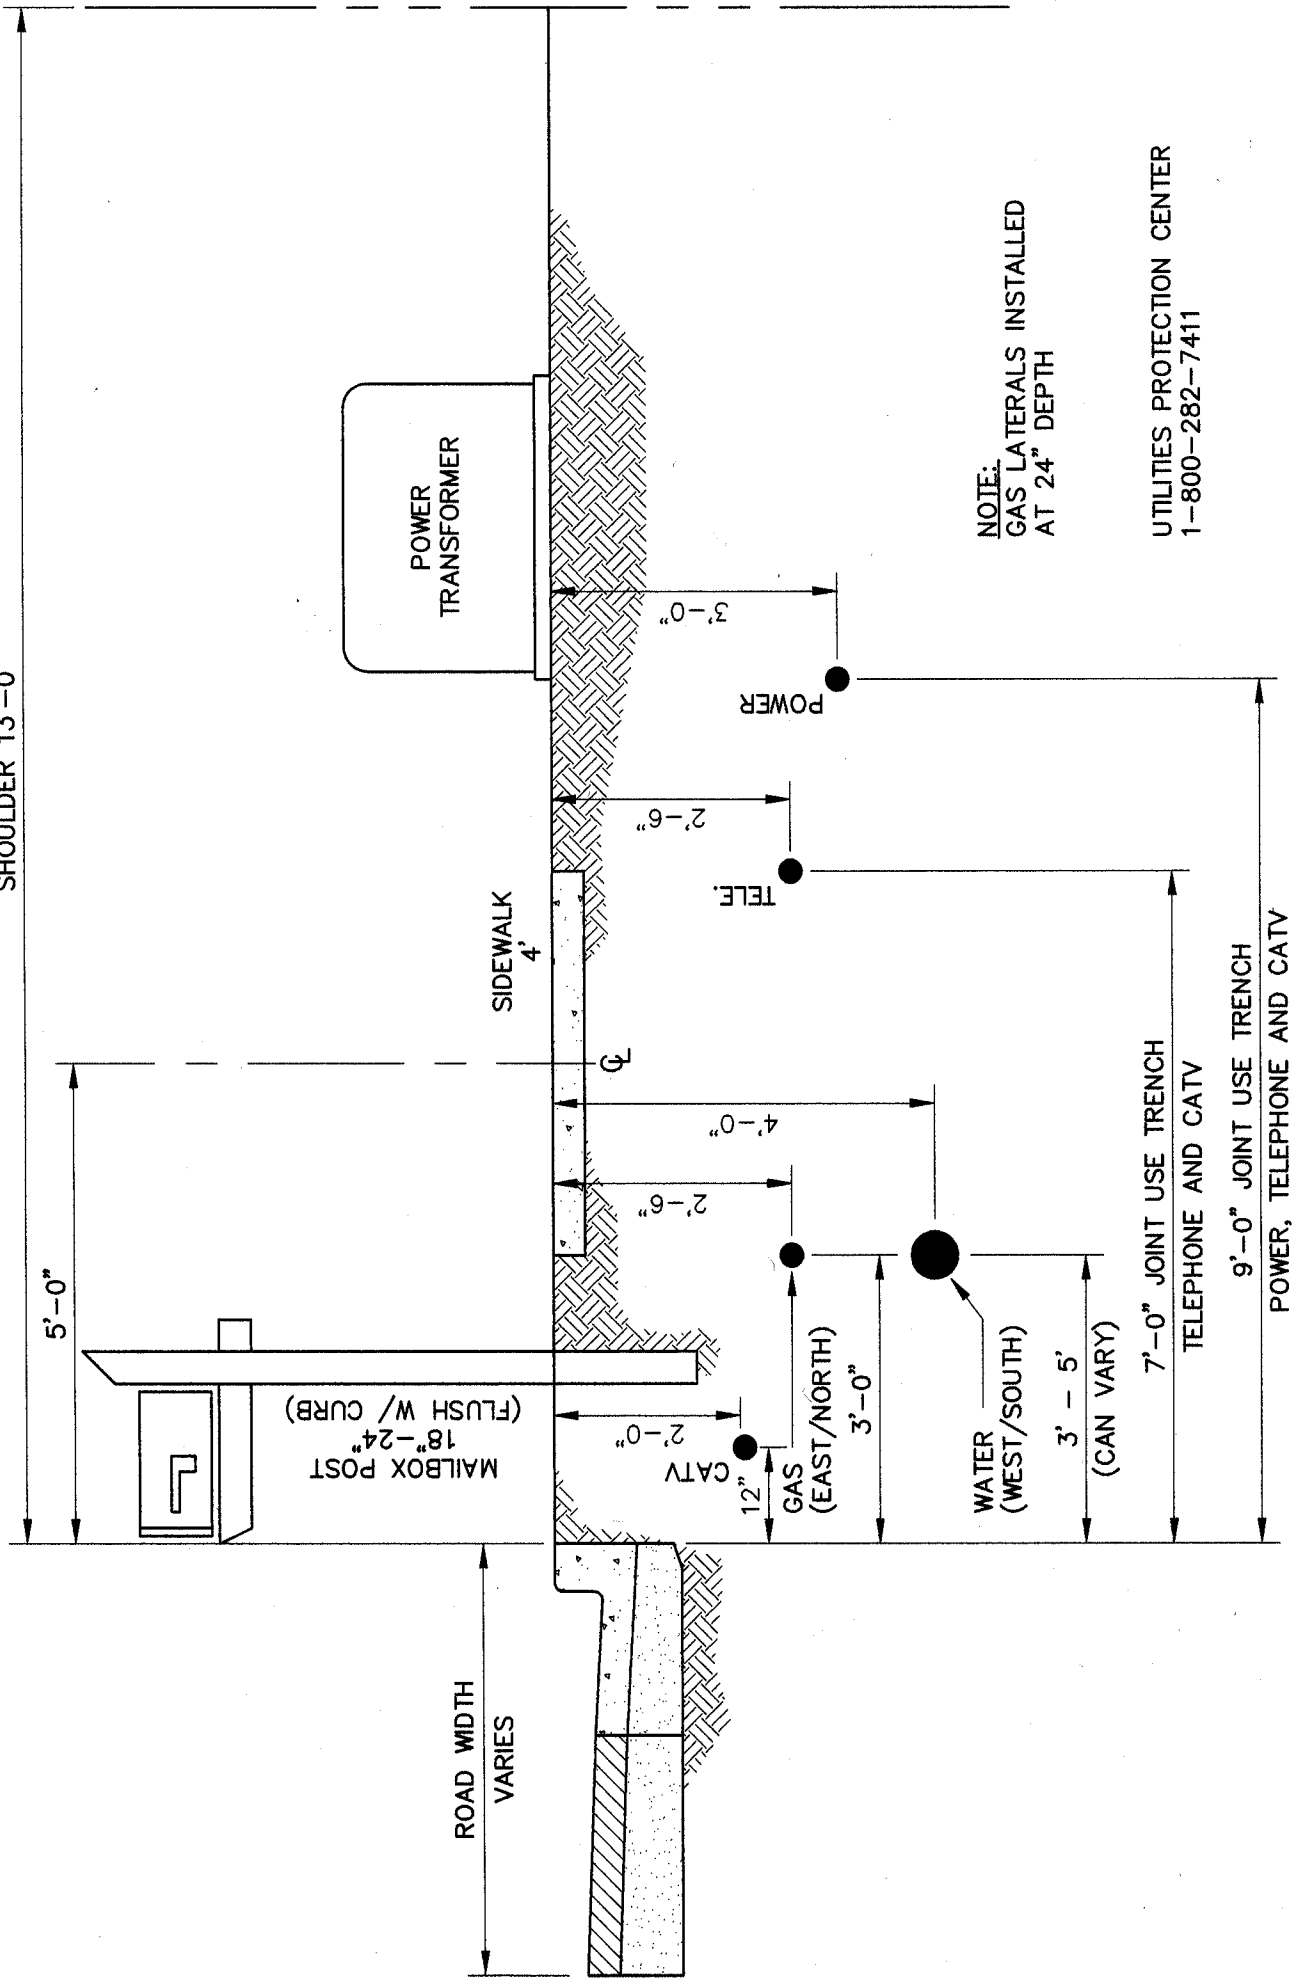 SHOULDER 13'-0
5'-0"
MAILBOX POST
18"-24"
(FLUSH W/ CURB)
POWER
TRANSFORMER
SIDEWALK
4'
ROAD WIDTH
VARIES
CL
2'-0"
CATV
12"
2'-6"
4'-0"
2'-6"
TELE.
3'-0"
POWER
GAS
(EAST/NORTH)
3'-0"
WATER
(WEST/SOUTH)
3' - 5'
(CAN VARY)
7'-0" JOINT USE TRENCH
TELEPHONE AND CATV
9'-0" JOINT USE TRENCH
POWER, TELEPHONE AND CATV
NOTE:
GAS LATERALS INSTALLED
AT 24" DEPTH
UTILITIES PROTECTION CENTER
1-800-282-7411